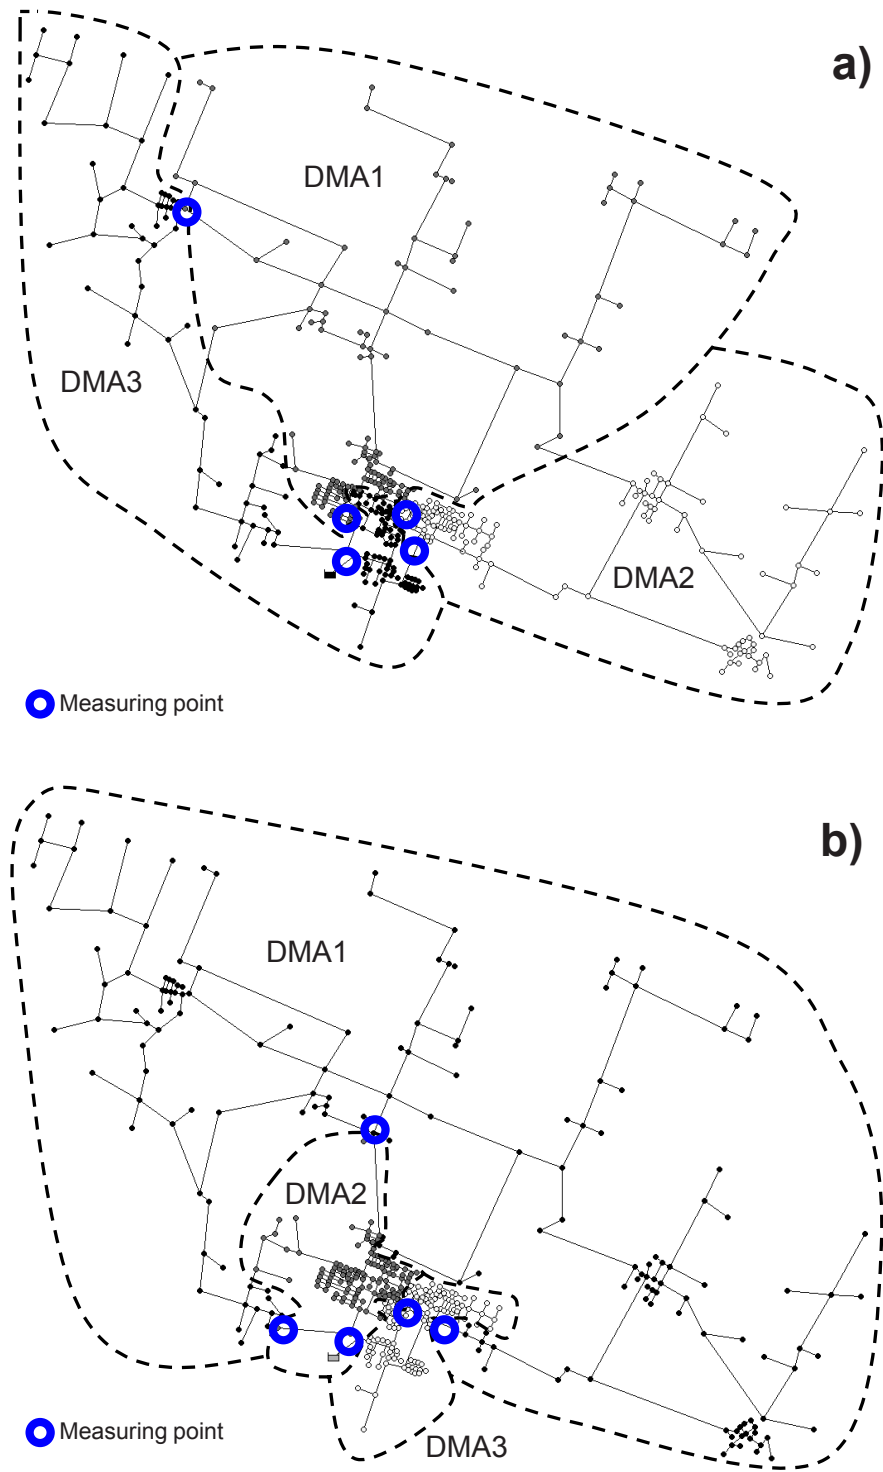 a)
DMA1
DMA3
DMA2
Measuring point
b)
DMA1
DMA2
Measuring point
DMA3